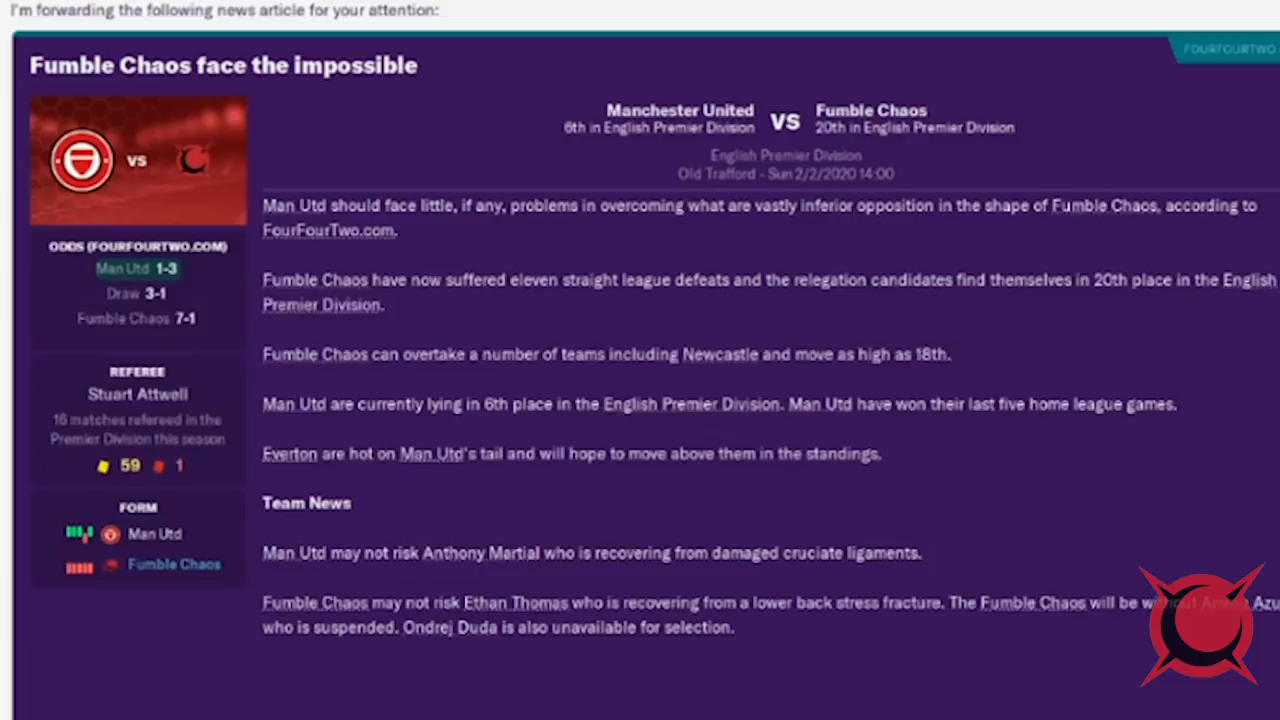 I'm forwarding the following news article for your attention:
FOURFOURTWO.
Fumble Chaos face the impossible
vs
Manchester United
6th in English Premier Division
vs
Fumble Chaos
20th in English Premier Division
English Premier Division
Old Trafford - Sun 2/2/2020 14:00
ODDS (FOURFOURTWO.COM)
Man Utd 1-3
Draw 3-1
Fumble Chaos 7-1
REFEREE
Stuart Attwell
16 matches refereed in the
Premier Division this season
59 1
FORM
Man Utd
Fumble Chaos
Man Utd should face little, if any, problems in overcoming what are vastly inferior opposition in the shape of Fumble Chaos, according to
FourFourTwo.com.
Fumble Chaos have now suffered eleven straight league defeats and the relegation candidates find themselves in 20th place in the English
Premier Division.
Fumble Chaos can overtake a number of teams including Newcastle and move as high as 18th.
Man Utd are currently lying in 6th place in the English Premier Division. Man Utd have won their last five home league games.
Everton are hot on Man Utd's tail and will hope to move above them in the standings.
Team News
Man Utd may not risk Anthony Martial who is recovering from damaged cruciate ligaments.
Fumble Chaos may not risk Ethan Thomas who is recovering from a lower back stress fracture. The Fumble Chaos will be without
who is suspended. Ondrej Duda is also unavailable for selection.